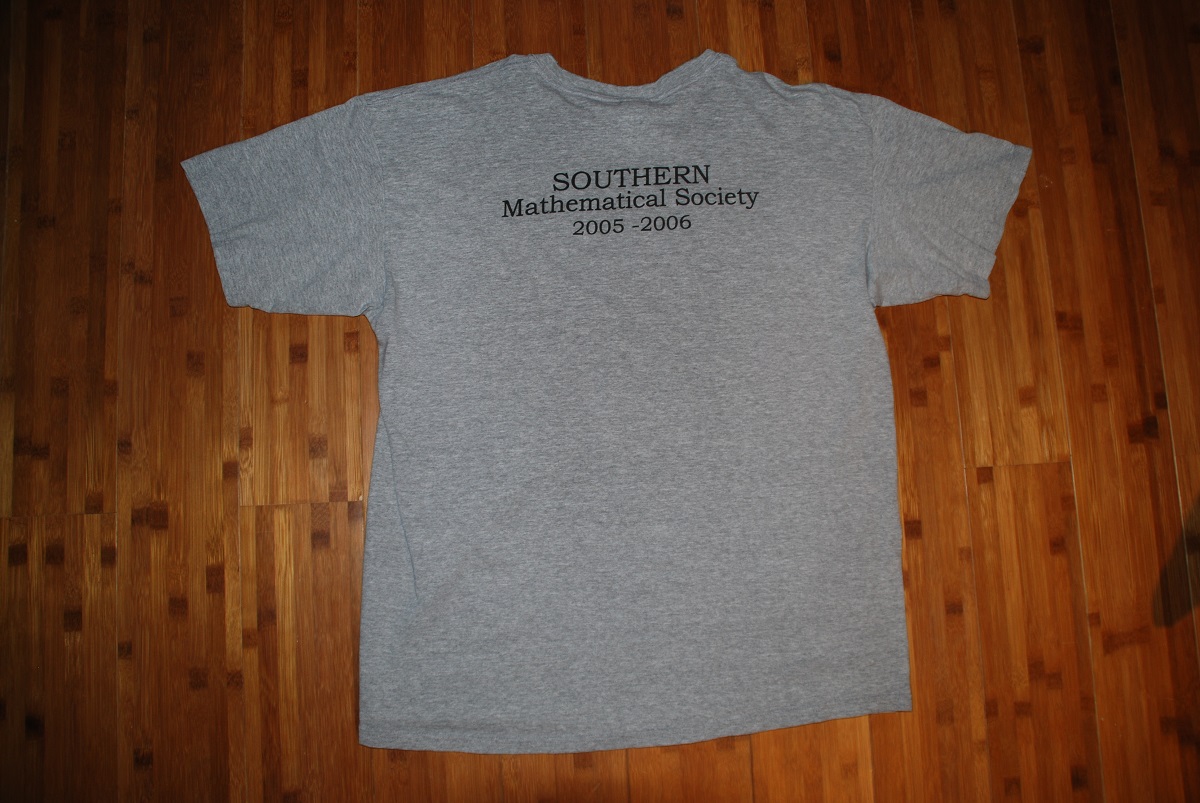 SOUTHERN
Mathematical Society
2005 -2006